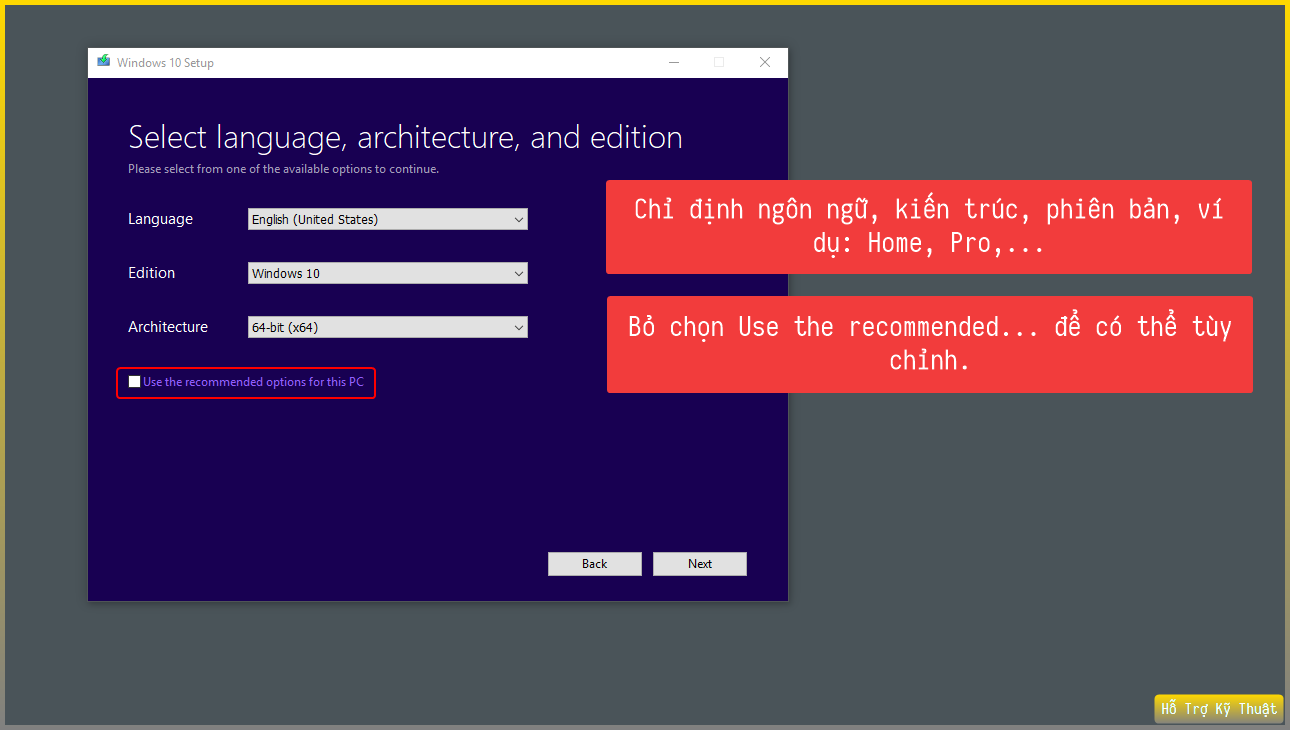 Windows 10 Setup
Select language, architecture, and edition
Please select from one of the available options to continue.
Language
English (United States)
Chỉ định ngôn ngữ, kiến trúc, phiên bản, ví
dụ: Home, Pro,...
Edition
Windows 10
Architecture
64-bit (x64)
Bỏ chọn Use the recommended... để có thể tùy
chỉnh.
Use the recommended options for this PC
Back
Next
Hỗ Trợ Kỹ Thuật